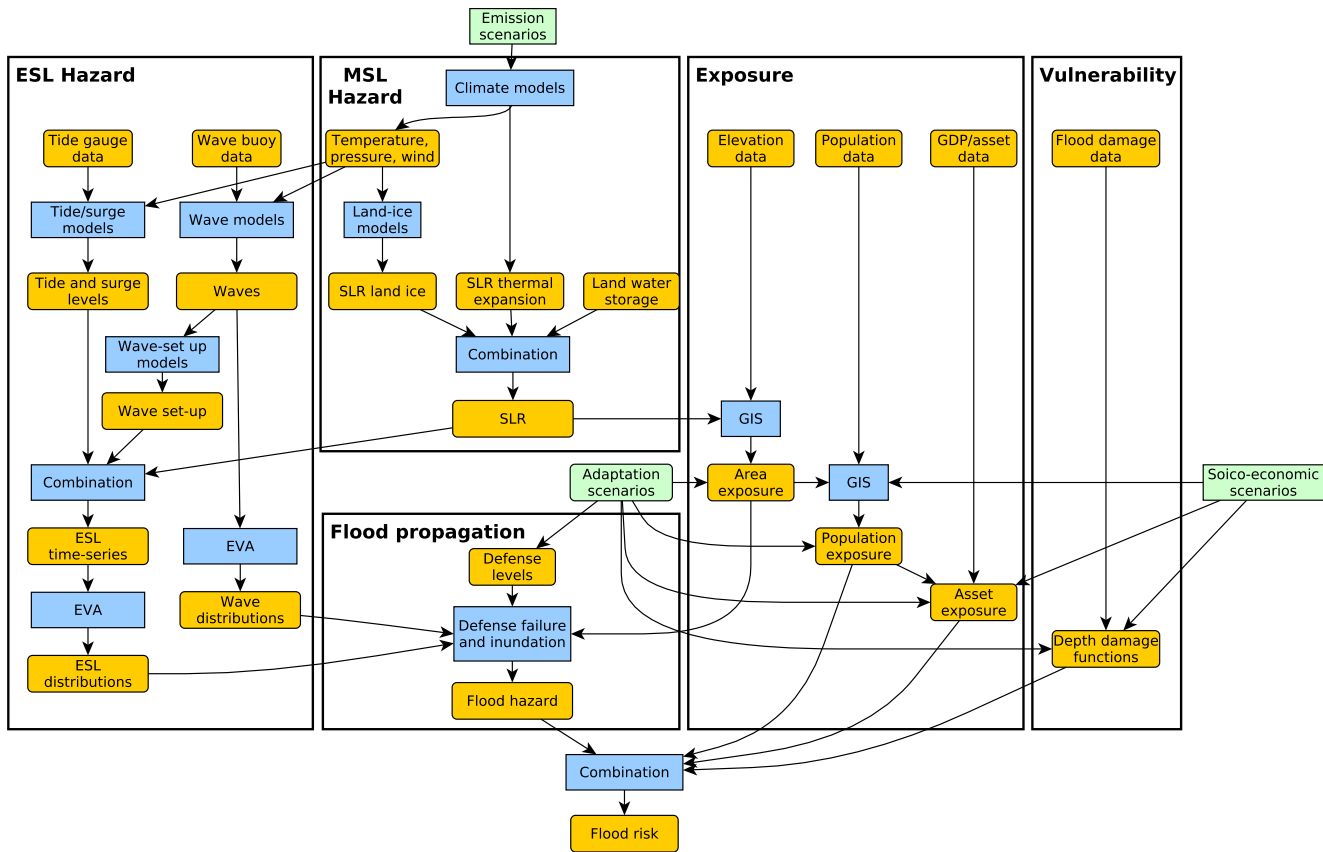 Emission
scenarios
ESL Hazard
MSL
Hazard
Exposure
Vulnerability
Climate models
Tide gauge
data
Wave buoy
data
Temperature,
pressure, wind
Elevation
data
Population
data
GDP/asset
data
Flood damage
data
Tide/surge
models
Wave models
Land-ice
models
Tide and surge
levels
Waves
SLR land ice
SLR thermal
expansion
Land water
storage
Wave-set up
models
Combination
Wave set-up
SLR
GIS
Combination
Adaptation
scenarios
Area
exposure
GIS
Soico-economic
scenarios
Flood propagation
ESL
time-series
EVA
Defense
levels
Population
exposure
EVA
Wave
distributions
Defense failure
and inundation
Asset
exposure
Depth damage
functions
ESL
distributions
Flood hazard
Combination
Flood risk